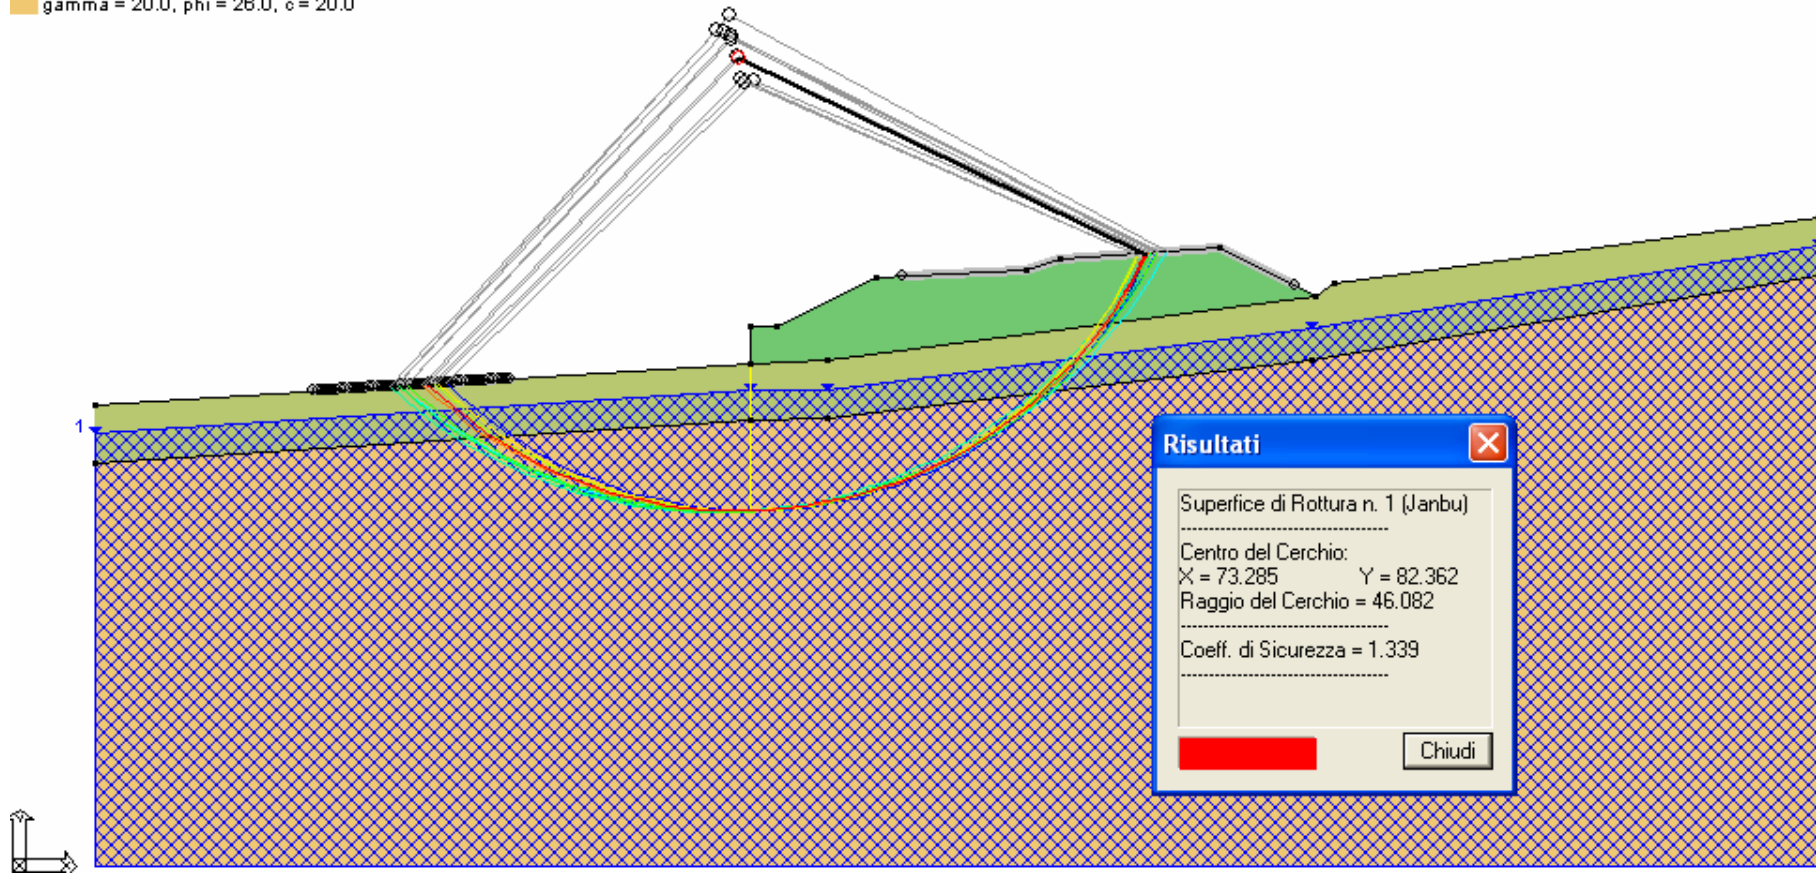 gamma = 20.0, phi = 26.0, c = 20.0
1
Risultati
Superfice di Rottura n. 1 (Janbu)
--------------------------------
Centro del Cerchio:
X = 73.285 Y = 82.362
Raggio del Cerchio = 46.082
--------------------------------
Coeff. di Sicurezza = 1.339
--------------------------------
Chiudi